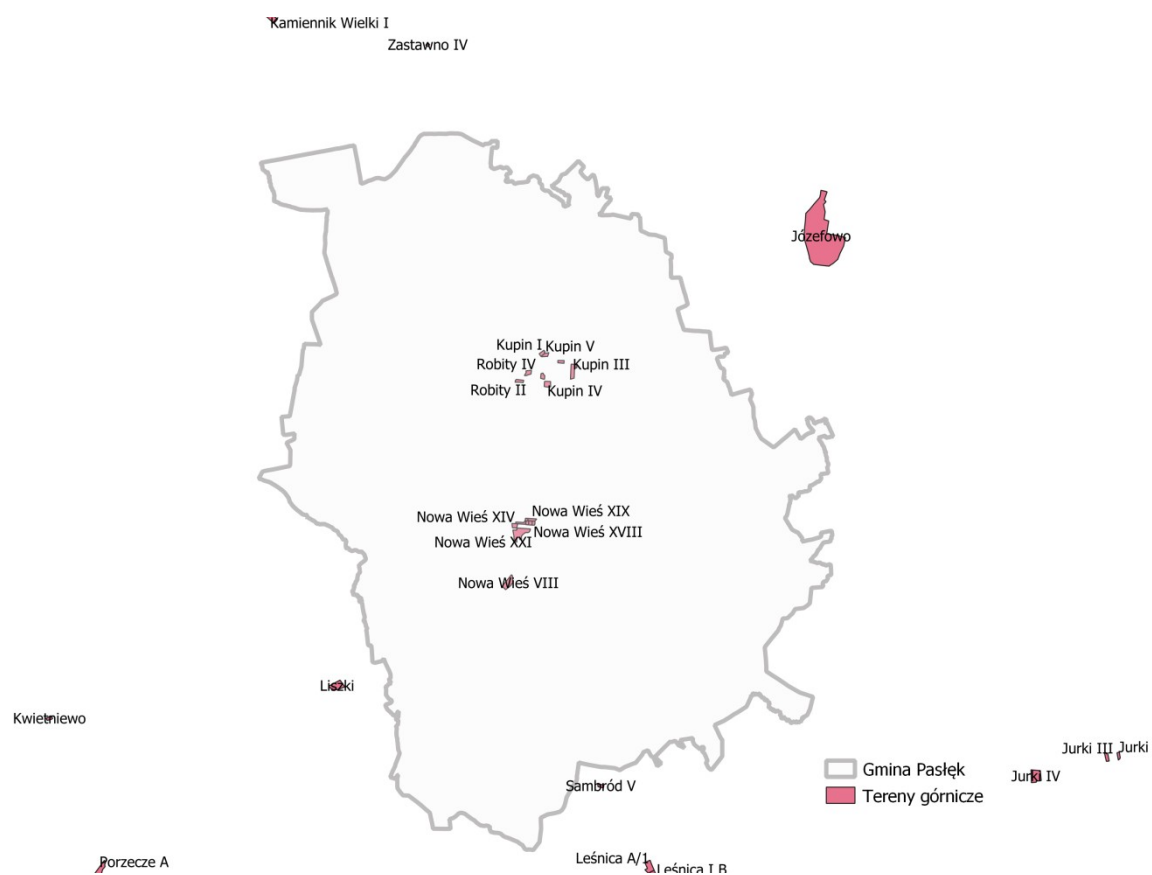 Kamiennik Wielki I
Zastawno IV
Józefowo
Kupin I
Kupin V
Robity IV
Kupin III
Robity II
Kupin IV
Nowa Wieś XIX
Nowa Wieś XIV
Nowa Wieś XVIII
Nowa Wieś XXI
Nowa Wieś VIII
Liszki
Kwietniewo
Jurki III
Jurki
Gmina Pasłęk
Jurki IV
Sambród V
Tereny górnicze
Leśnica A/1
Porzecze A
Leśnica I B